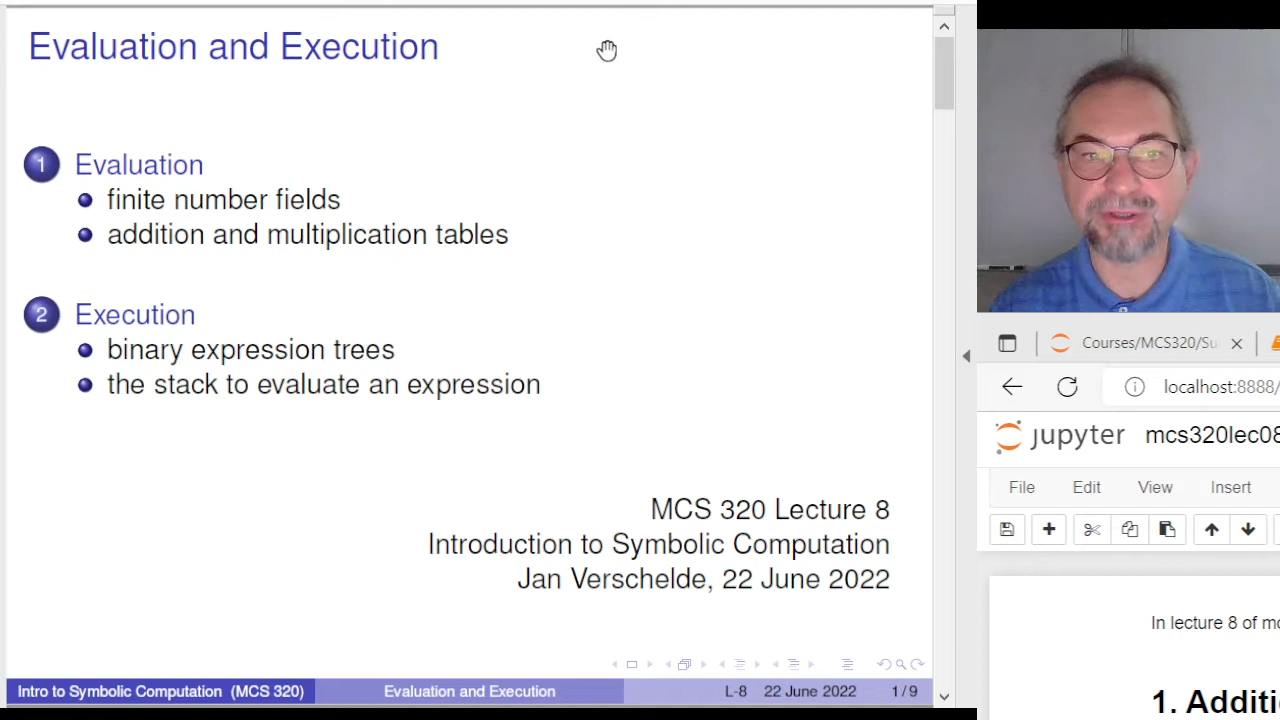 Evaluation and Execution
1 Evaluation
finite number fields
addition and multiplication tables
2 Execution
binary expression trees
the stack to evaluate an expression
MCS 320 Lecture 8
Introduction to Symbolic Computation
Jan Verschelde, 22 June 2022
Intro to Symbolic Computation (MCS 320) Evaluation and Execution L-8 22 June 2022 1 / 9
Courses/MCS320/Su
localhost:8888/
jupyter mcs320lec08
File Edit View Insert
In lecture 8 of mc
1. Additi